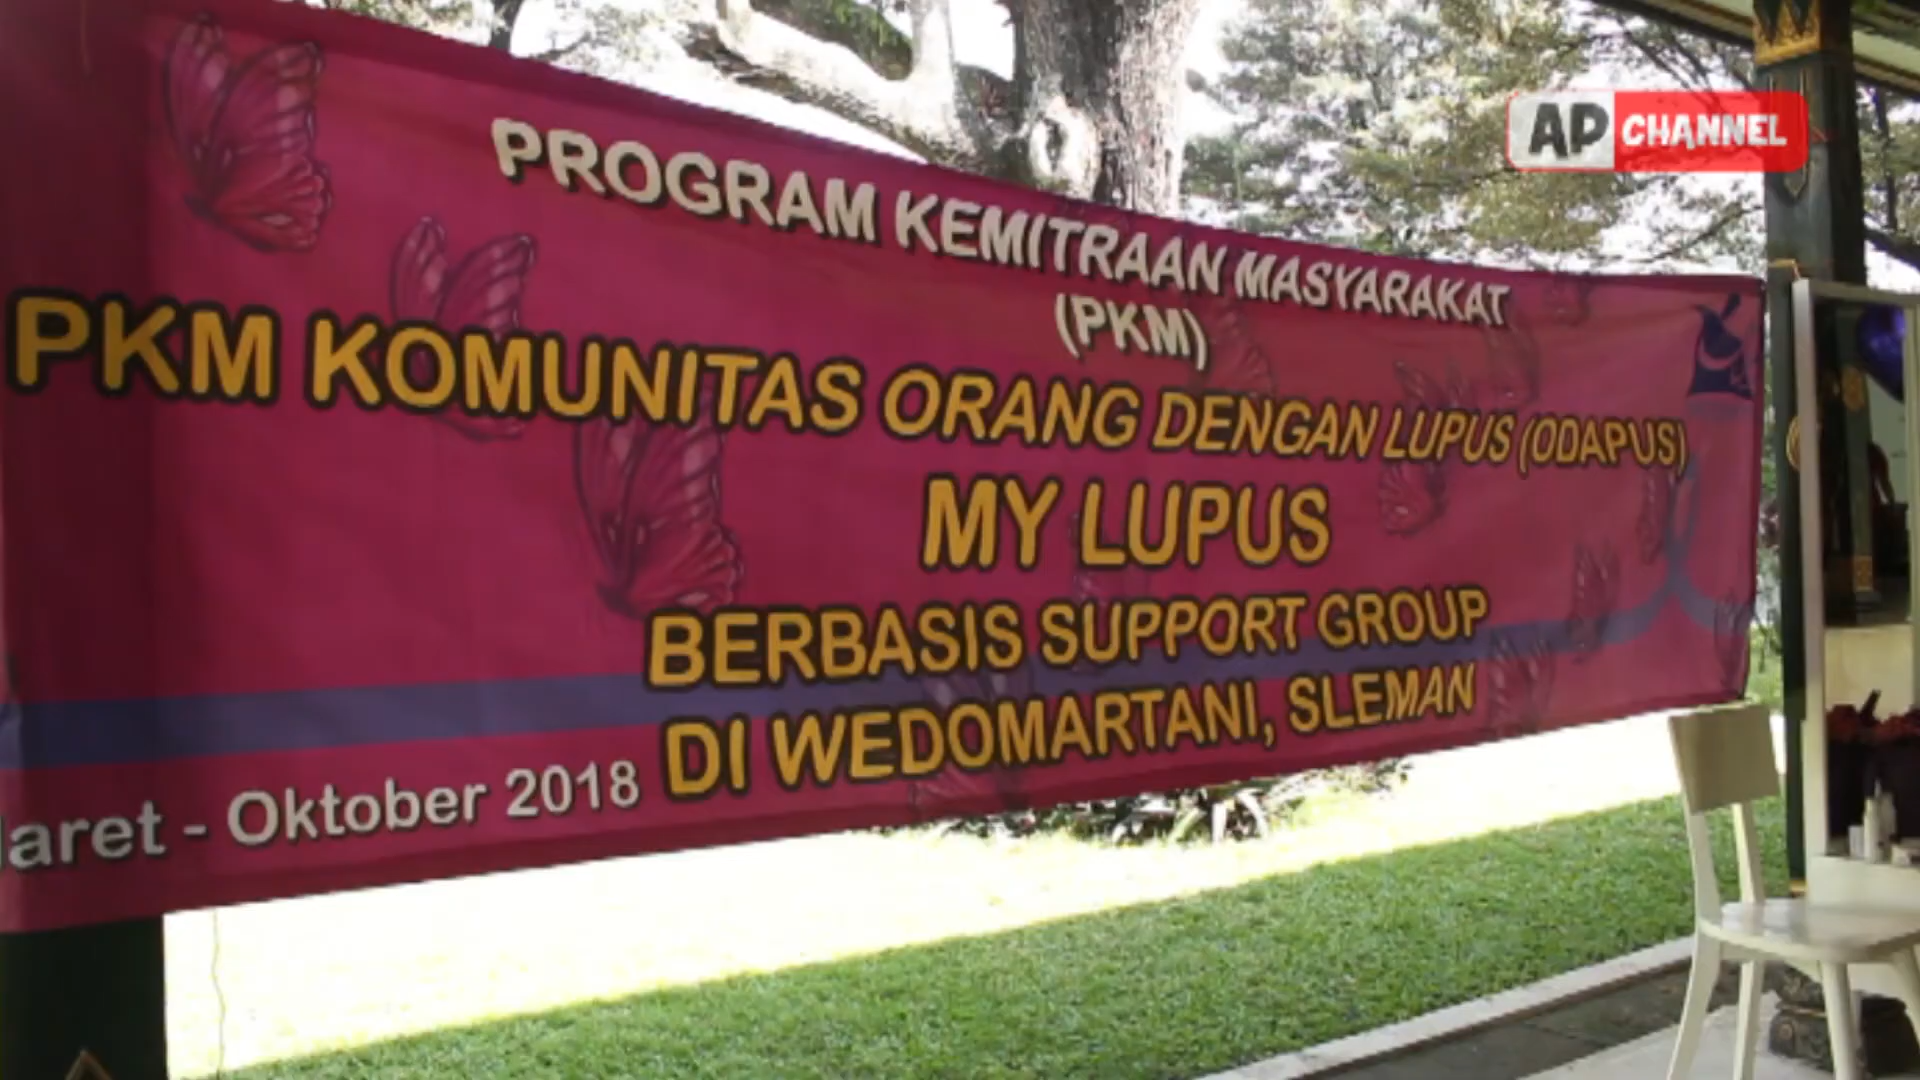 AP CHANNEL
PROGRAM KEMITRAAN MASYARAKAT
(PKM)
PKM KOMUNITAS ORANG DENGAN LUPUS (ODAPUS)
MY LUPUS
BERBASIS SUPPORT GROUP
DI WEDOMARTANI, SLEMAN
aret - Oktober 2018